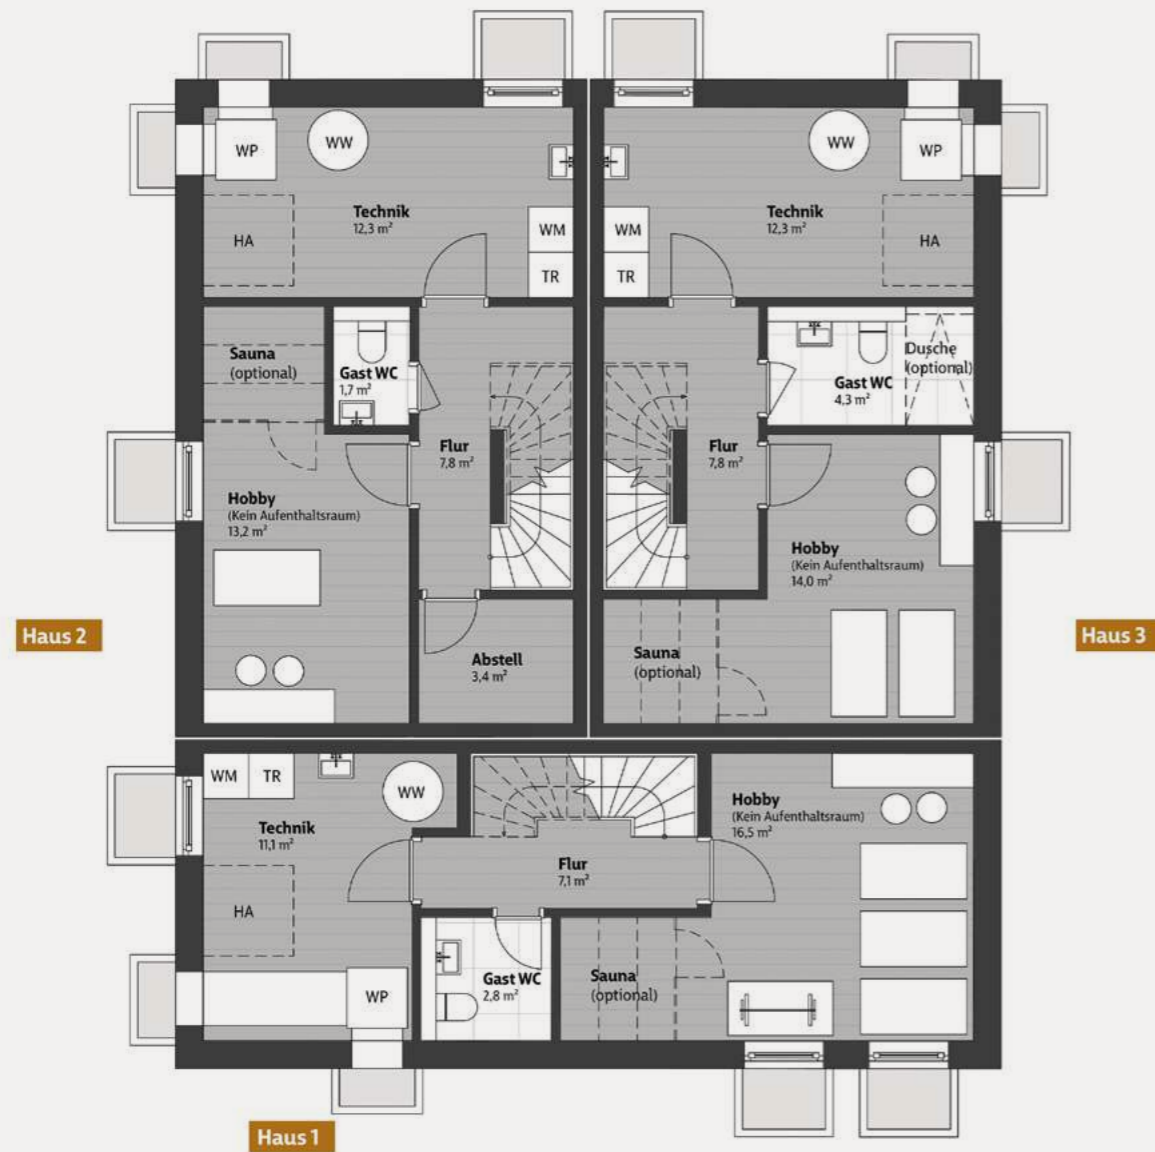 WP
WW
Technik
12,3 m²
HA
WM
TR
Sauna
(optional)
Gast WC
1,7 m²
Flur
7,8 m²
Hobby
(Kein Aufenthaltsraum)
13,2 m²
Abstell
3,4 m²
Haus 2
WW
WP
Technik
12,3 m²
WM
TR
HA
Dusche
(optional)
Gast WC
4,3 m²
Flur
7,8 m²
Hobby
(Kein Aufenthaltsraum)
14,0 m²
Sauna
(optional)
Haus 3
WM
TR
WW
Technik
11,1 m²
HA
WP
Flur
7,1 m²
Gast WC
2,8 m²
Hobby
(Kein Aufenthaltsraum)
16,5 m²
Sauna
(optional)
Haus 1